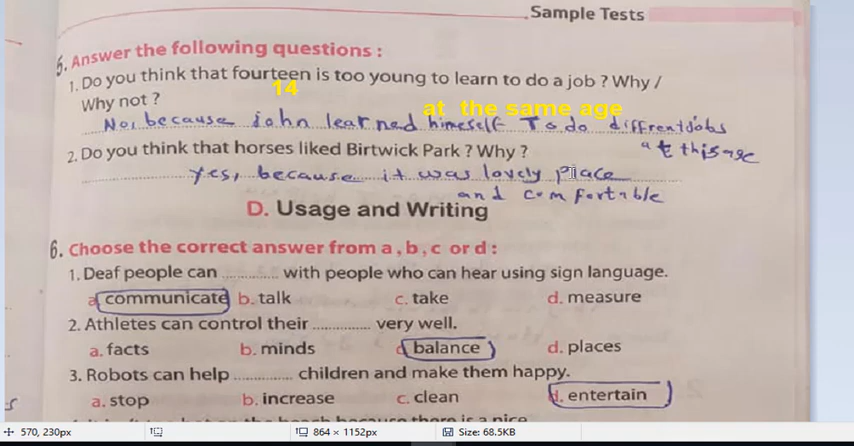 Sample Tests
5. Answer the following questions :
1. Do you think that fourteen is too young to learn to do a job ? Why /
14
Why not ?
at the same age
No, because john learned himself To do diffrent jobs
at this age
2. Do you think that horses liked Birtwick Park ? Why ?
yes, because it was lovely place
and comfortable
D. Usage and Writing
6. Choose the correct answer from a , b , c or d :
1. Deaf people can ............... with people who can hear using sign language.
a communicate b. talk c. take d. measure
2. Athletes can control their ............... very well.
a. facts b. minds c balance d. places
3. Robots can help ............... children and make them happy.
a. stop b. increase c. clean d. entertain
570, 230px 864 × 1152px Size: 68.5KB